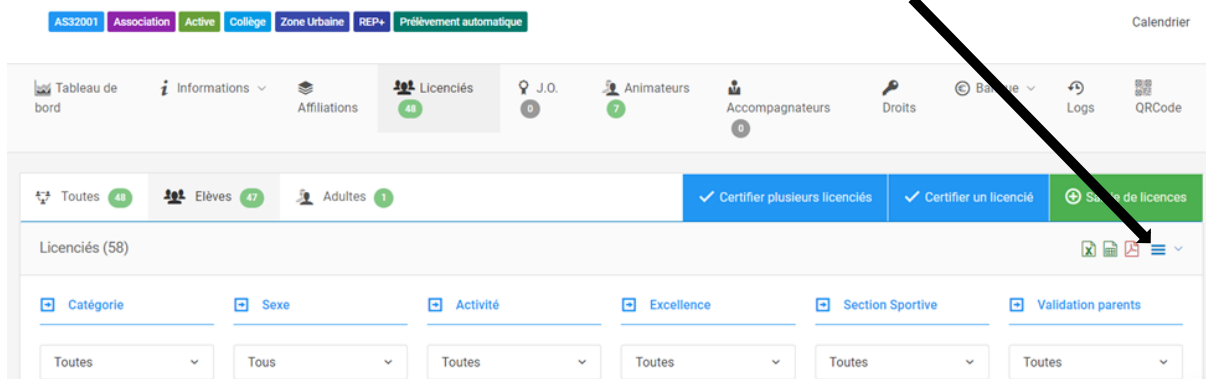 AS32001 Association Active Collège Zone Urbaine REP+ Prélèvement automatique
Calendrier
Tableau de bord
Informations
Affiliations
Licenciés
48
J.O.
0
Animateurs
7
Accompagnateurs
0
Droits
Logs
QRCode
Toutes 48
Elèves 47
Adultes 1
Certifier plusieurs licenciés
Certifier un licencié
de licences
Licenciés (58)
Catégorie
Sexe
Activité
Excellence
Section Sportive
Validation parents
Toutes
Tous
Toutes
Toutes
Toutes
Toutes